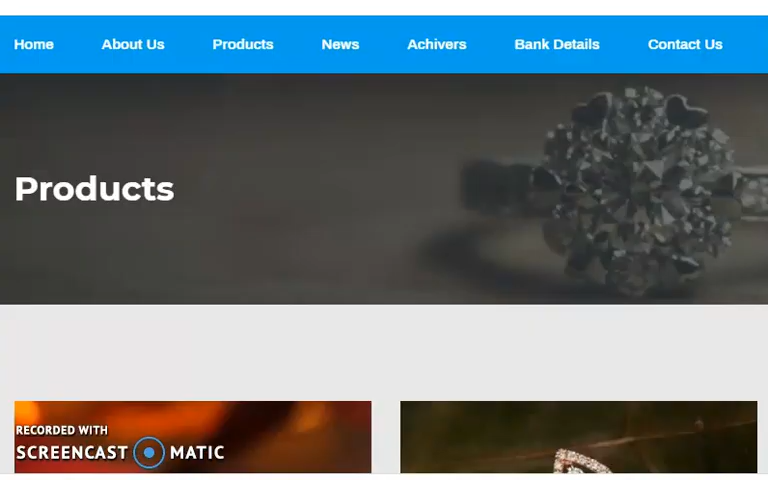 Home About Us Products News Achivers Bank Details Contact Us
Products
RECORDED WITH
SCREENCAST MATIC